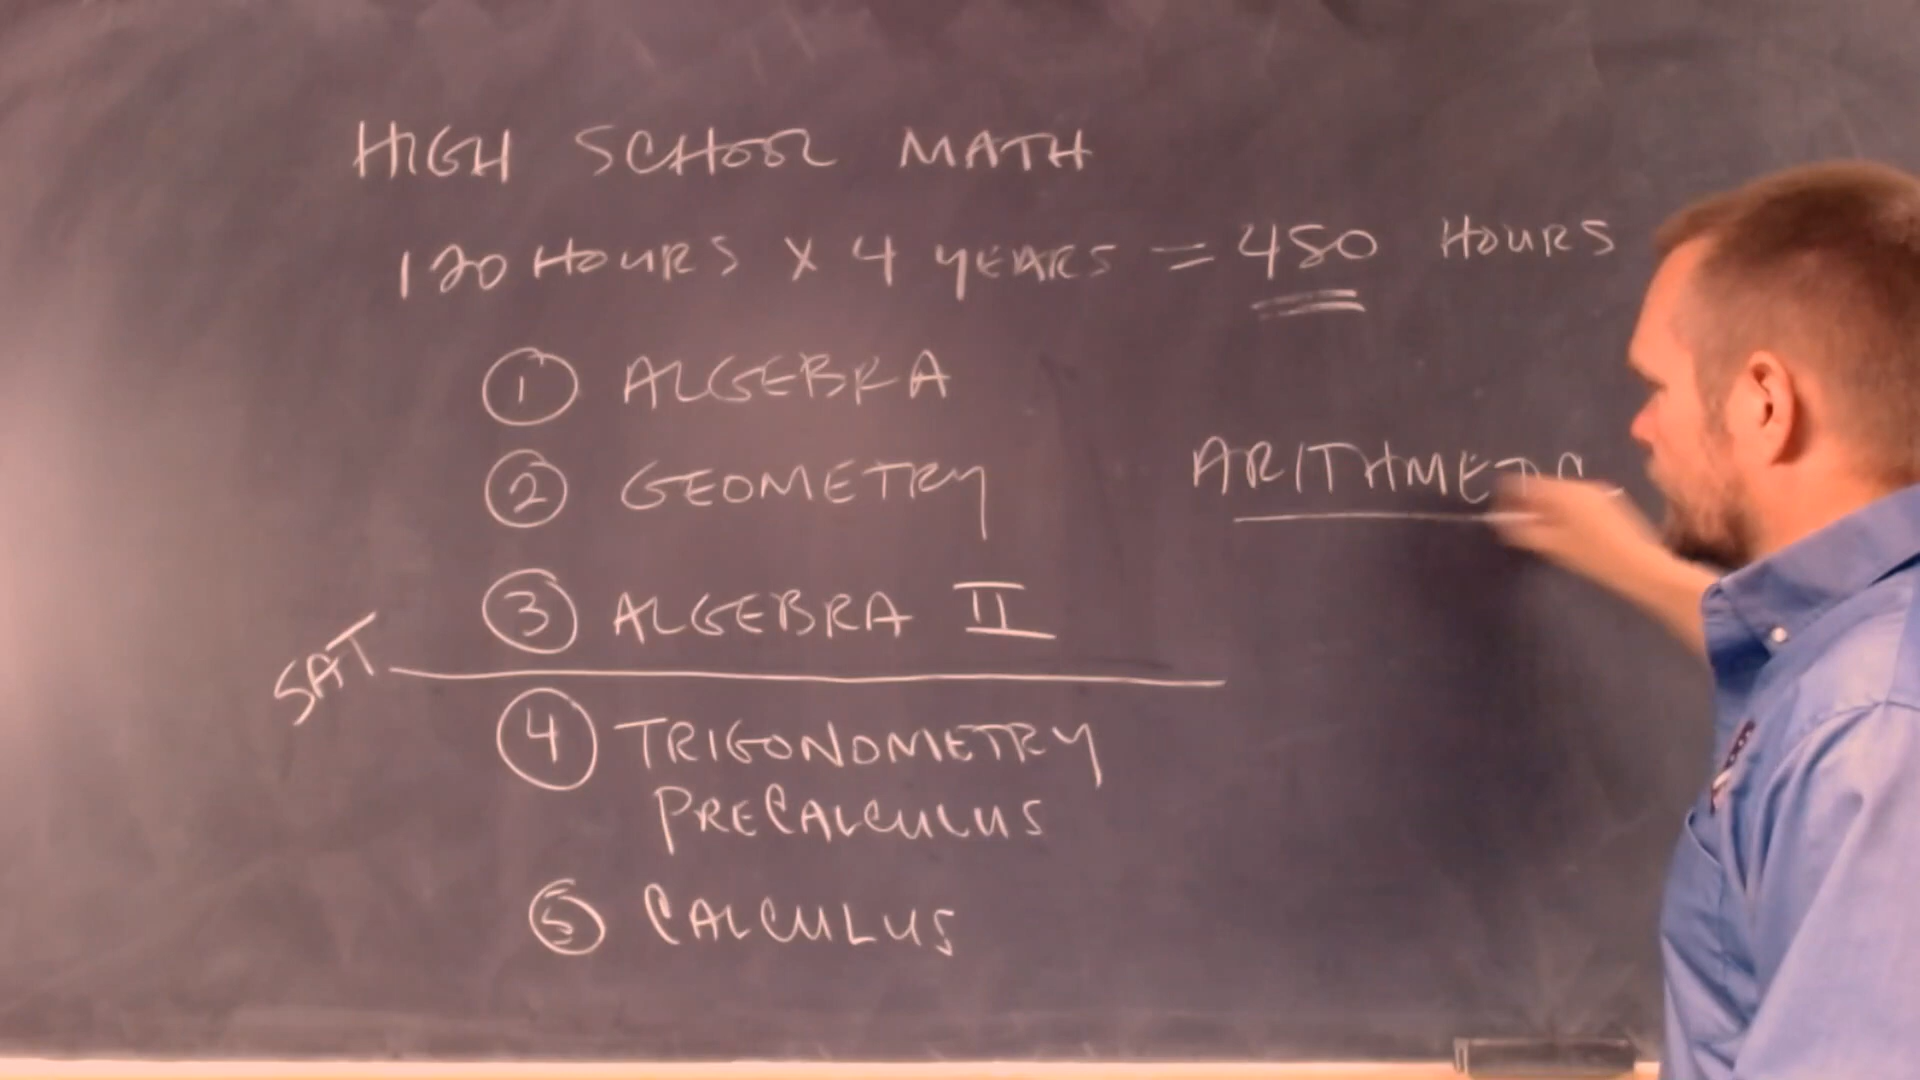 HIGH SCHOOL MATH
120 HOURS X 4 YEARS = 480 HOURS
1 ALGEBRA
2 GEOMETRY
ARITHMETIC
3 ALGEBRA II
SAT
4 TRIGONOMETRY
PRECALCULUS
5 CALCULUS